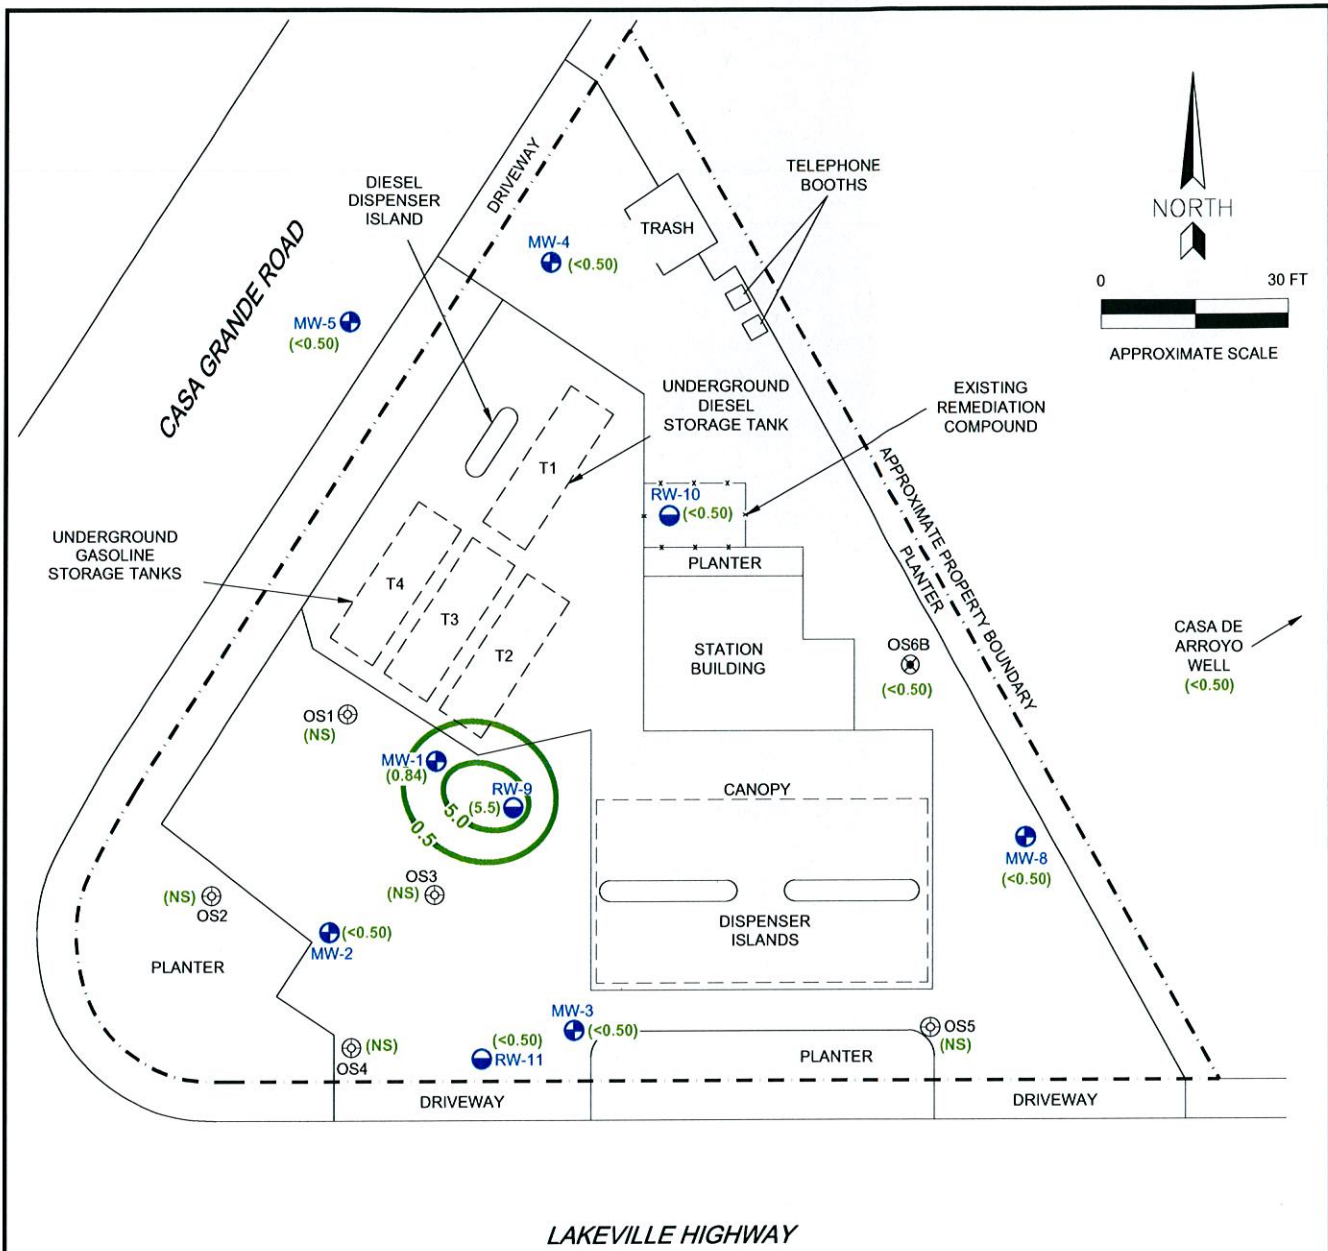 DRIVEWAY
TELEPHONE
BOOTHS
DIESEL
DISPENSER
ISLAND
NORTH
TRASH
MW-4
(<0.50)
0 30 FT
APPROXIMATE SCALE
CASA GRANDE ROAD
MW-5
(<0.50)
UNDERGROUND
DIESEL
STORAGE TANK
EXISTING
REMEDIATION
COMPOUND
T1
APPROXIMATE PROPERTY BOUNDARY
RW-10
(<0.50)
UNDERGROUND
GASOLINE
STORAGE TANKS
PLANTER
PLANTER
T4
T3
T2
STATION
BUILDING
OS6B
(<0.50)
CASA DE
ARROYO
WELL
(<0.50)
OS1
(NS)
MW-1
(0.84)
RW-9
(5.5)
5.0
0.5
CANOPY
MW-8
(<0.50)
OS3
(NS)
(NS)
OS2
DISPENSER
ISLANDS
(<0.50)
MW-2
PLANTER
MW-3
(<0.50)
(<0.50)
RW-11
OS5
(NS)
(NS)
OS4
PLANTER
DRIVEWAY
DRIVEWAY
LAKEVILLE HIGHWAY